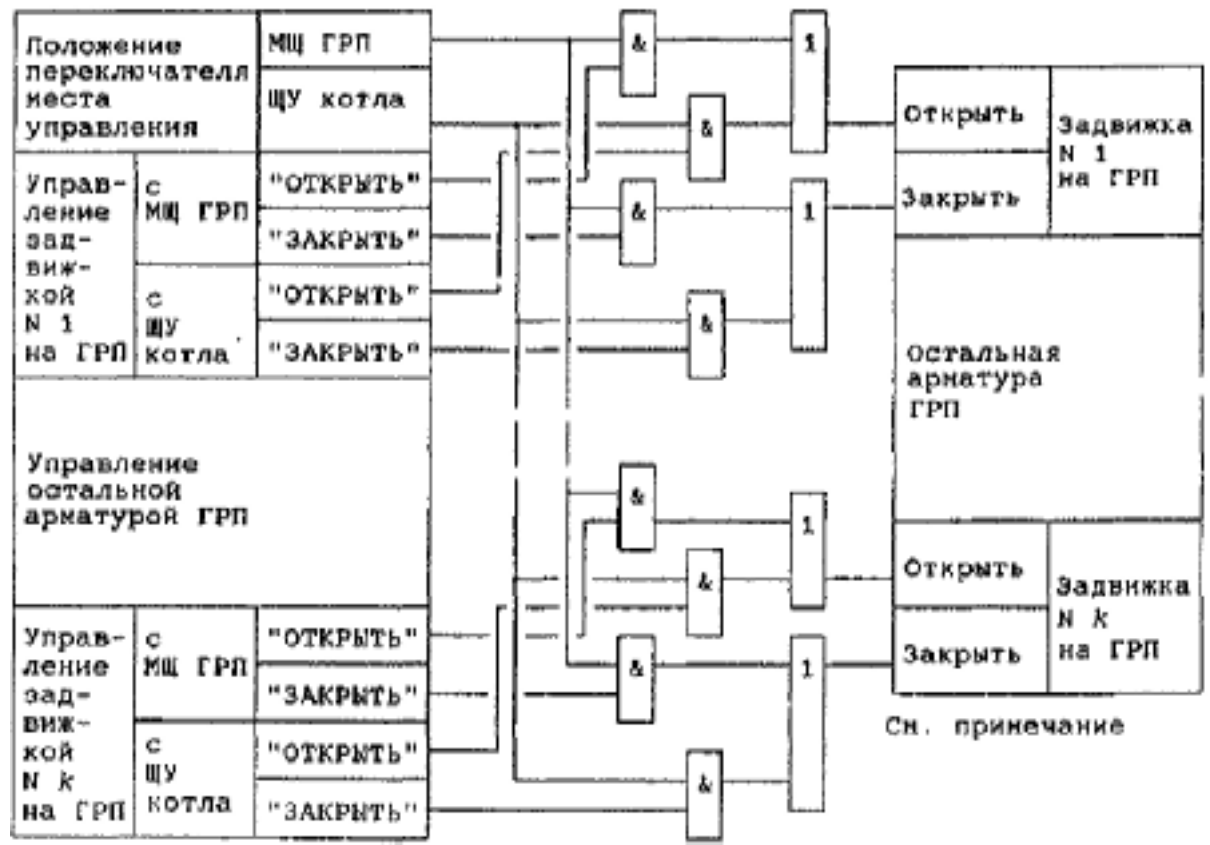 Положение
переключателя
места
управления
МЩ ГРП
ЩУ котла
Управ-
ление
зад-
виж-
кой
N 1
на ГРП
с
МЩ ГРП
"ОТКРЫТЬ"
"ЗАКРЫТЬ"
с
ЩУ
котла
"ОТКРЫТЬ"
"ЗАКРЫТЬ"
Управление
остальной
арматурой ГРП
Управ-
ление
зад-
виж-
кой
N k
на ГРП
с
МЩ ГРП
"ОТКРЫТЬ"
"ЗАКРЫТЬ"
с
ЩУ
котла
"ОТКРЫТЬ"
"ЗАКРЫТЬ"
&
1
&
&
1
&
&
1
&
&
1
&
Открыть
Закрыть
Задвижка
N 1
на ГРП
Остальная
арматура
ГРП
Открыть
Закрыть
Задвижка
N k
на ГРП
См. примечание